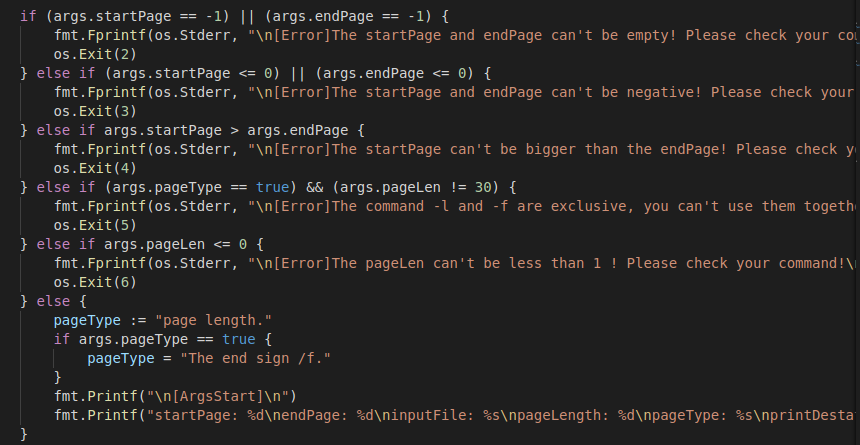 if (args.startPage == -1) || (args.endPage == -1) {
    fmt.Fprintf(os.Stderr, "\n[Error]The startPage and endPage can't be empty! Please check your
    os.Exit(2)
} else if (args.startPage <= 0) || (args.endPage <= 0) {
    fmt.Fprintf(os.Stderr, "\n[Error]The startPage and endPage can't be negative! Please check your
    os.Exit(3)
} else if args.startPage > args.endPage {
    fmt.Fprintf(os.Stderr, "\n[Error]The startPage can't be bigger than the endPage! Please check
    os.Exit(4)
} else if (args.pageType == true) && (args.pageLen != 30) {
    fmt.Fprintf(os.Stderr, "\n[Error]The command -l and -f are exclusive, you can't use them
    os.Exit(5)
} else if args.pageLen <= 0 {
    fmt.Fprintf(os.Stderr, "\n[Error]The pageLen can't be less than 1 ! Please check your command!\
    os.Exit(6)
} else {
    pageType := "page length."
    if args.pageType == true {
        pageType = "The end sign /f."
    }
    fmt.Printf("\n[ArgsStart]\n")
    fmt.Printf("startPage: %d\nendPage: %d\ninputFile: %s\npageLength: %d\npageType: %s\nprintDesta
}